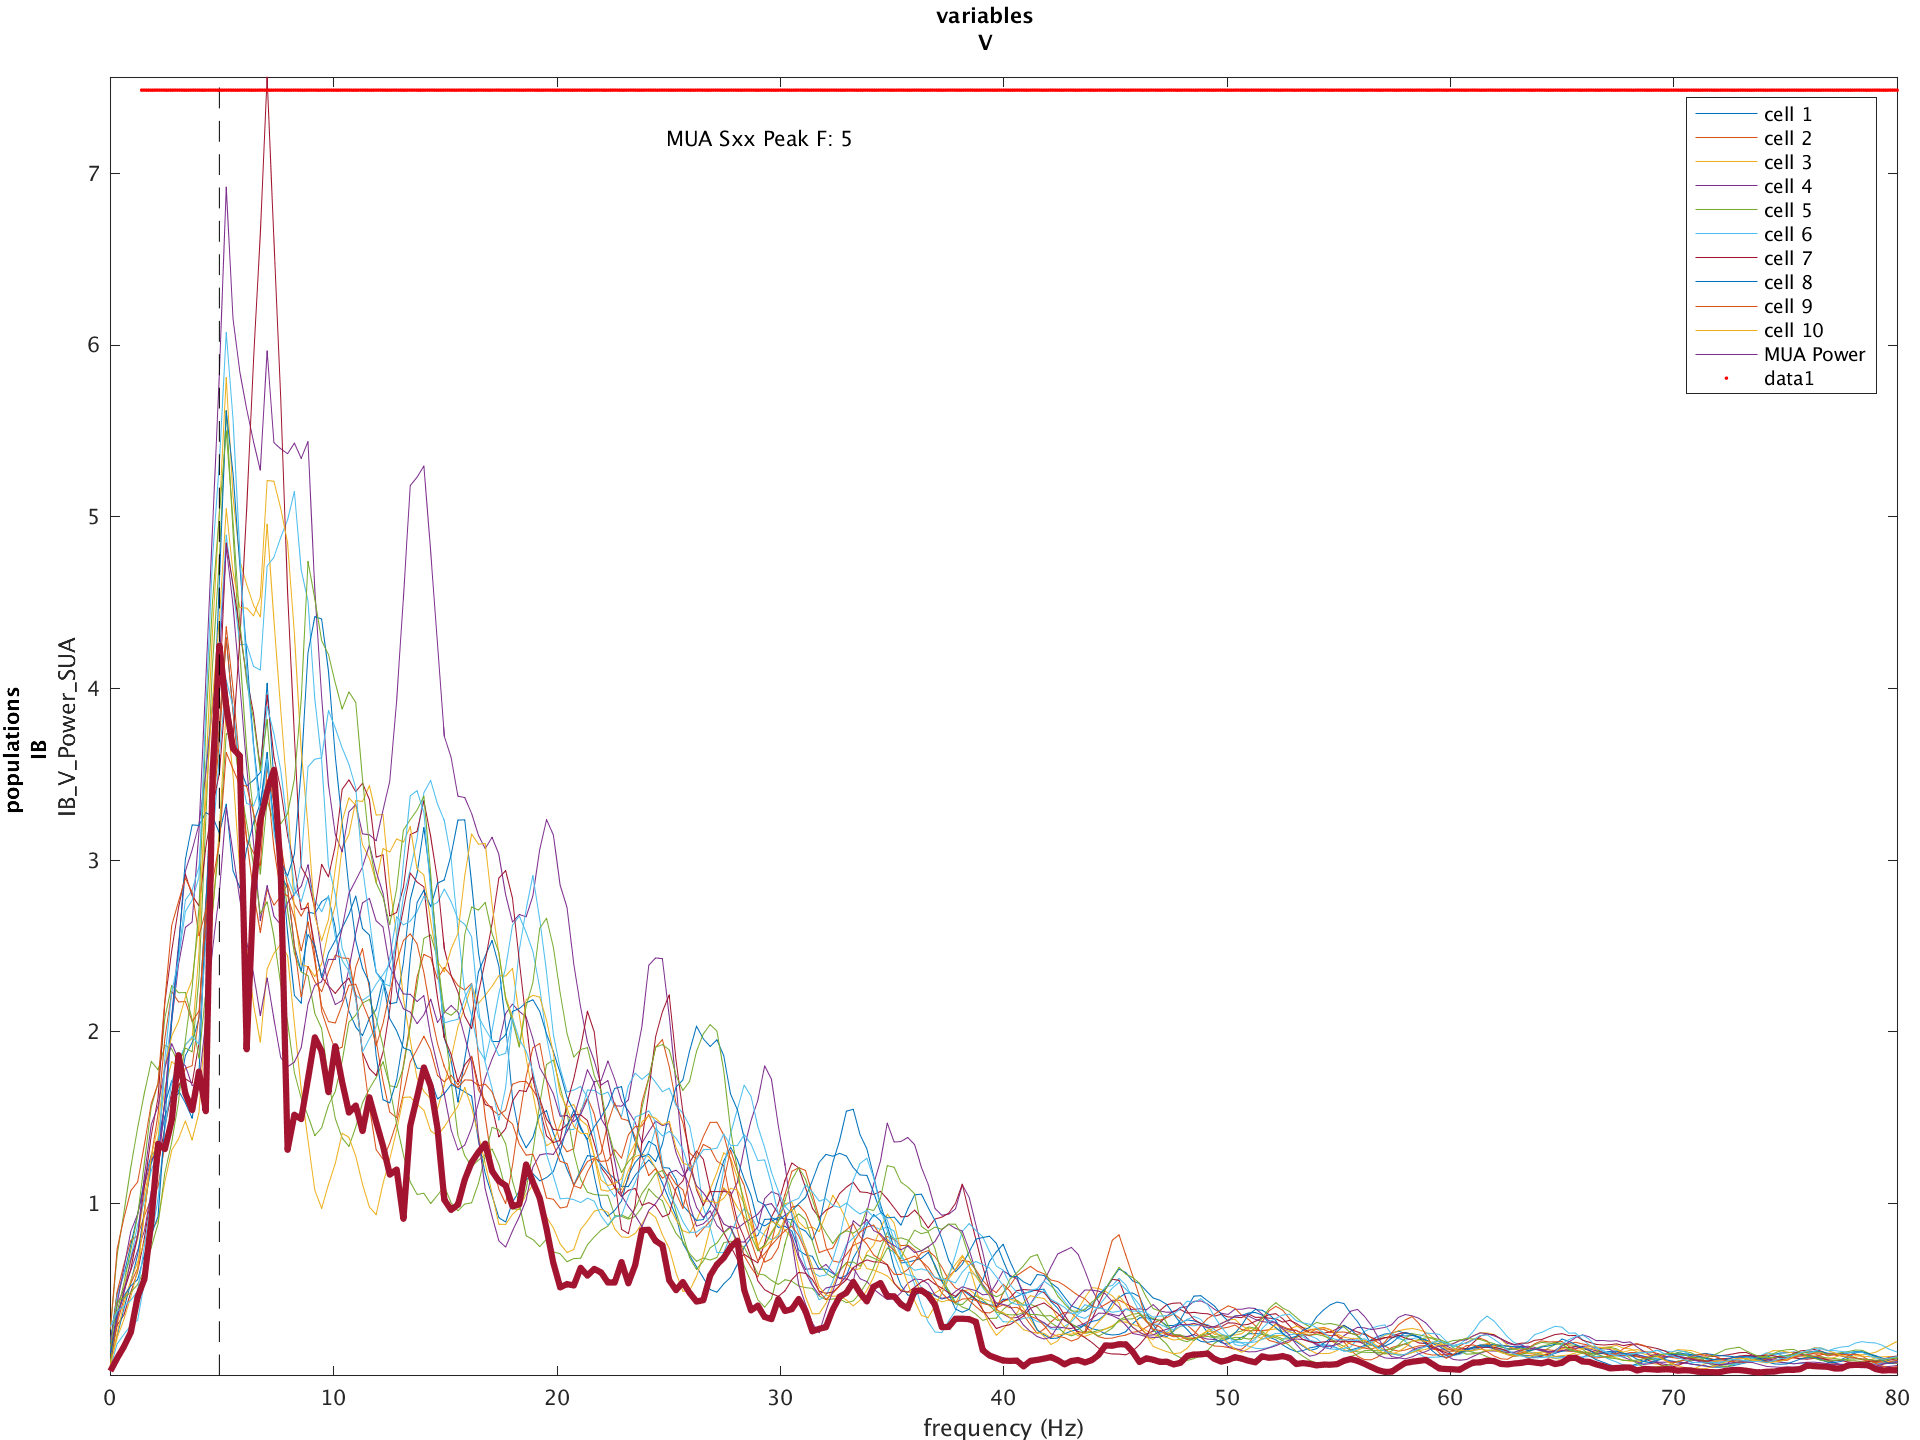 variables
V
MUA Sxx Peak F: 5
cell 1
cell 2
cell 3
cell 4
cell 5
cell 6
cell 7
cell 8
cell 9
cell 10
MUA Power
data1
populations
IB
IB_V_Power_SUA
7
6
5
4
3
2
1
0 10 20 30 40 50 60 70 80
frequency (Hz)